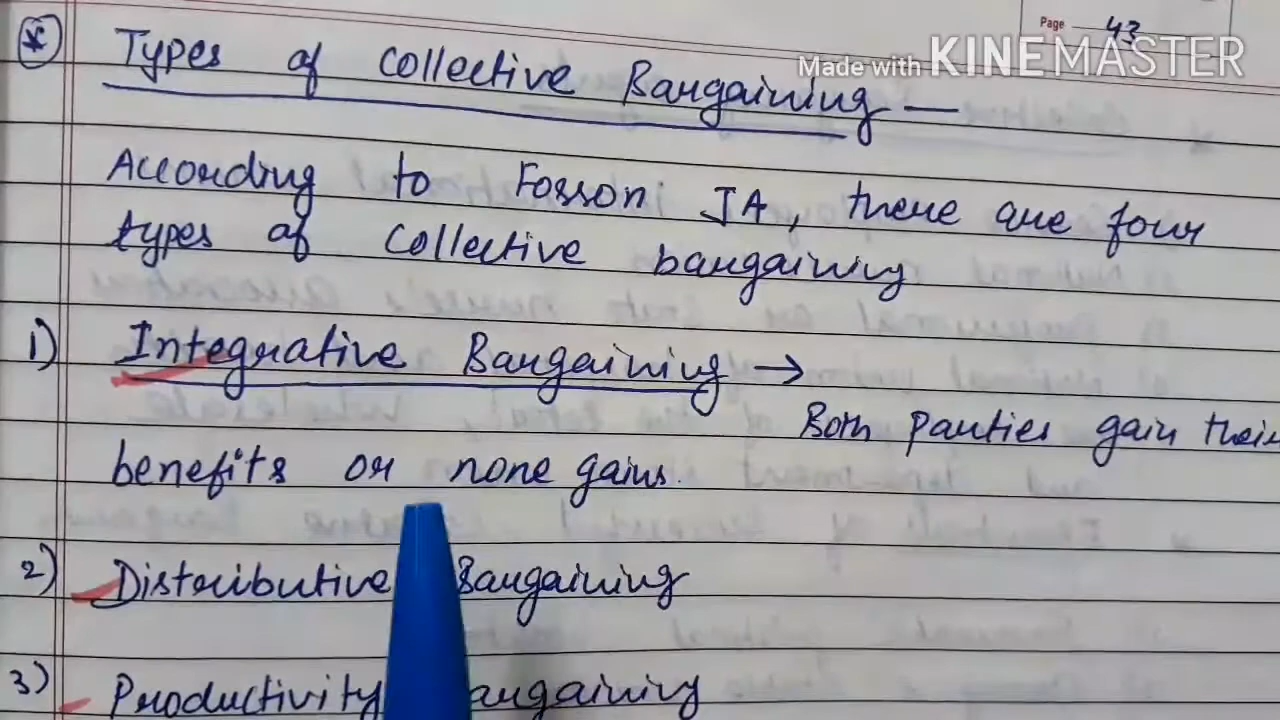 Page 43
Made with KINEMASTER
Types of Collective Bargaining —
According to Fosson JA, there are four
types of collective bargaining
1) Integrative Bargaining →
Both parties gain their
benefits or none gains.
2) Distributive Bargaining
3) Productivity Bargaining